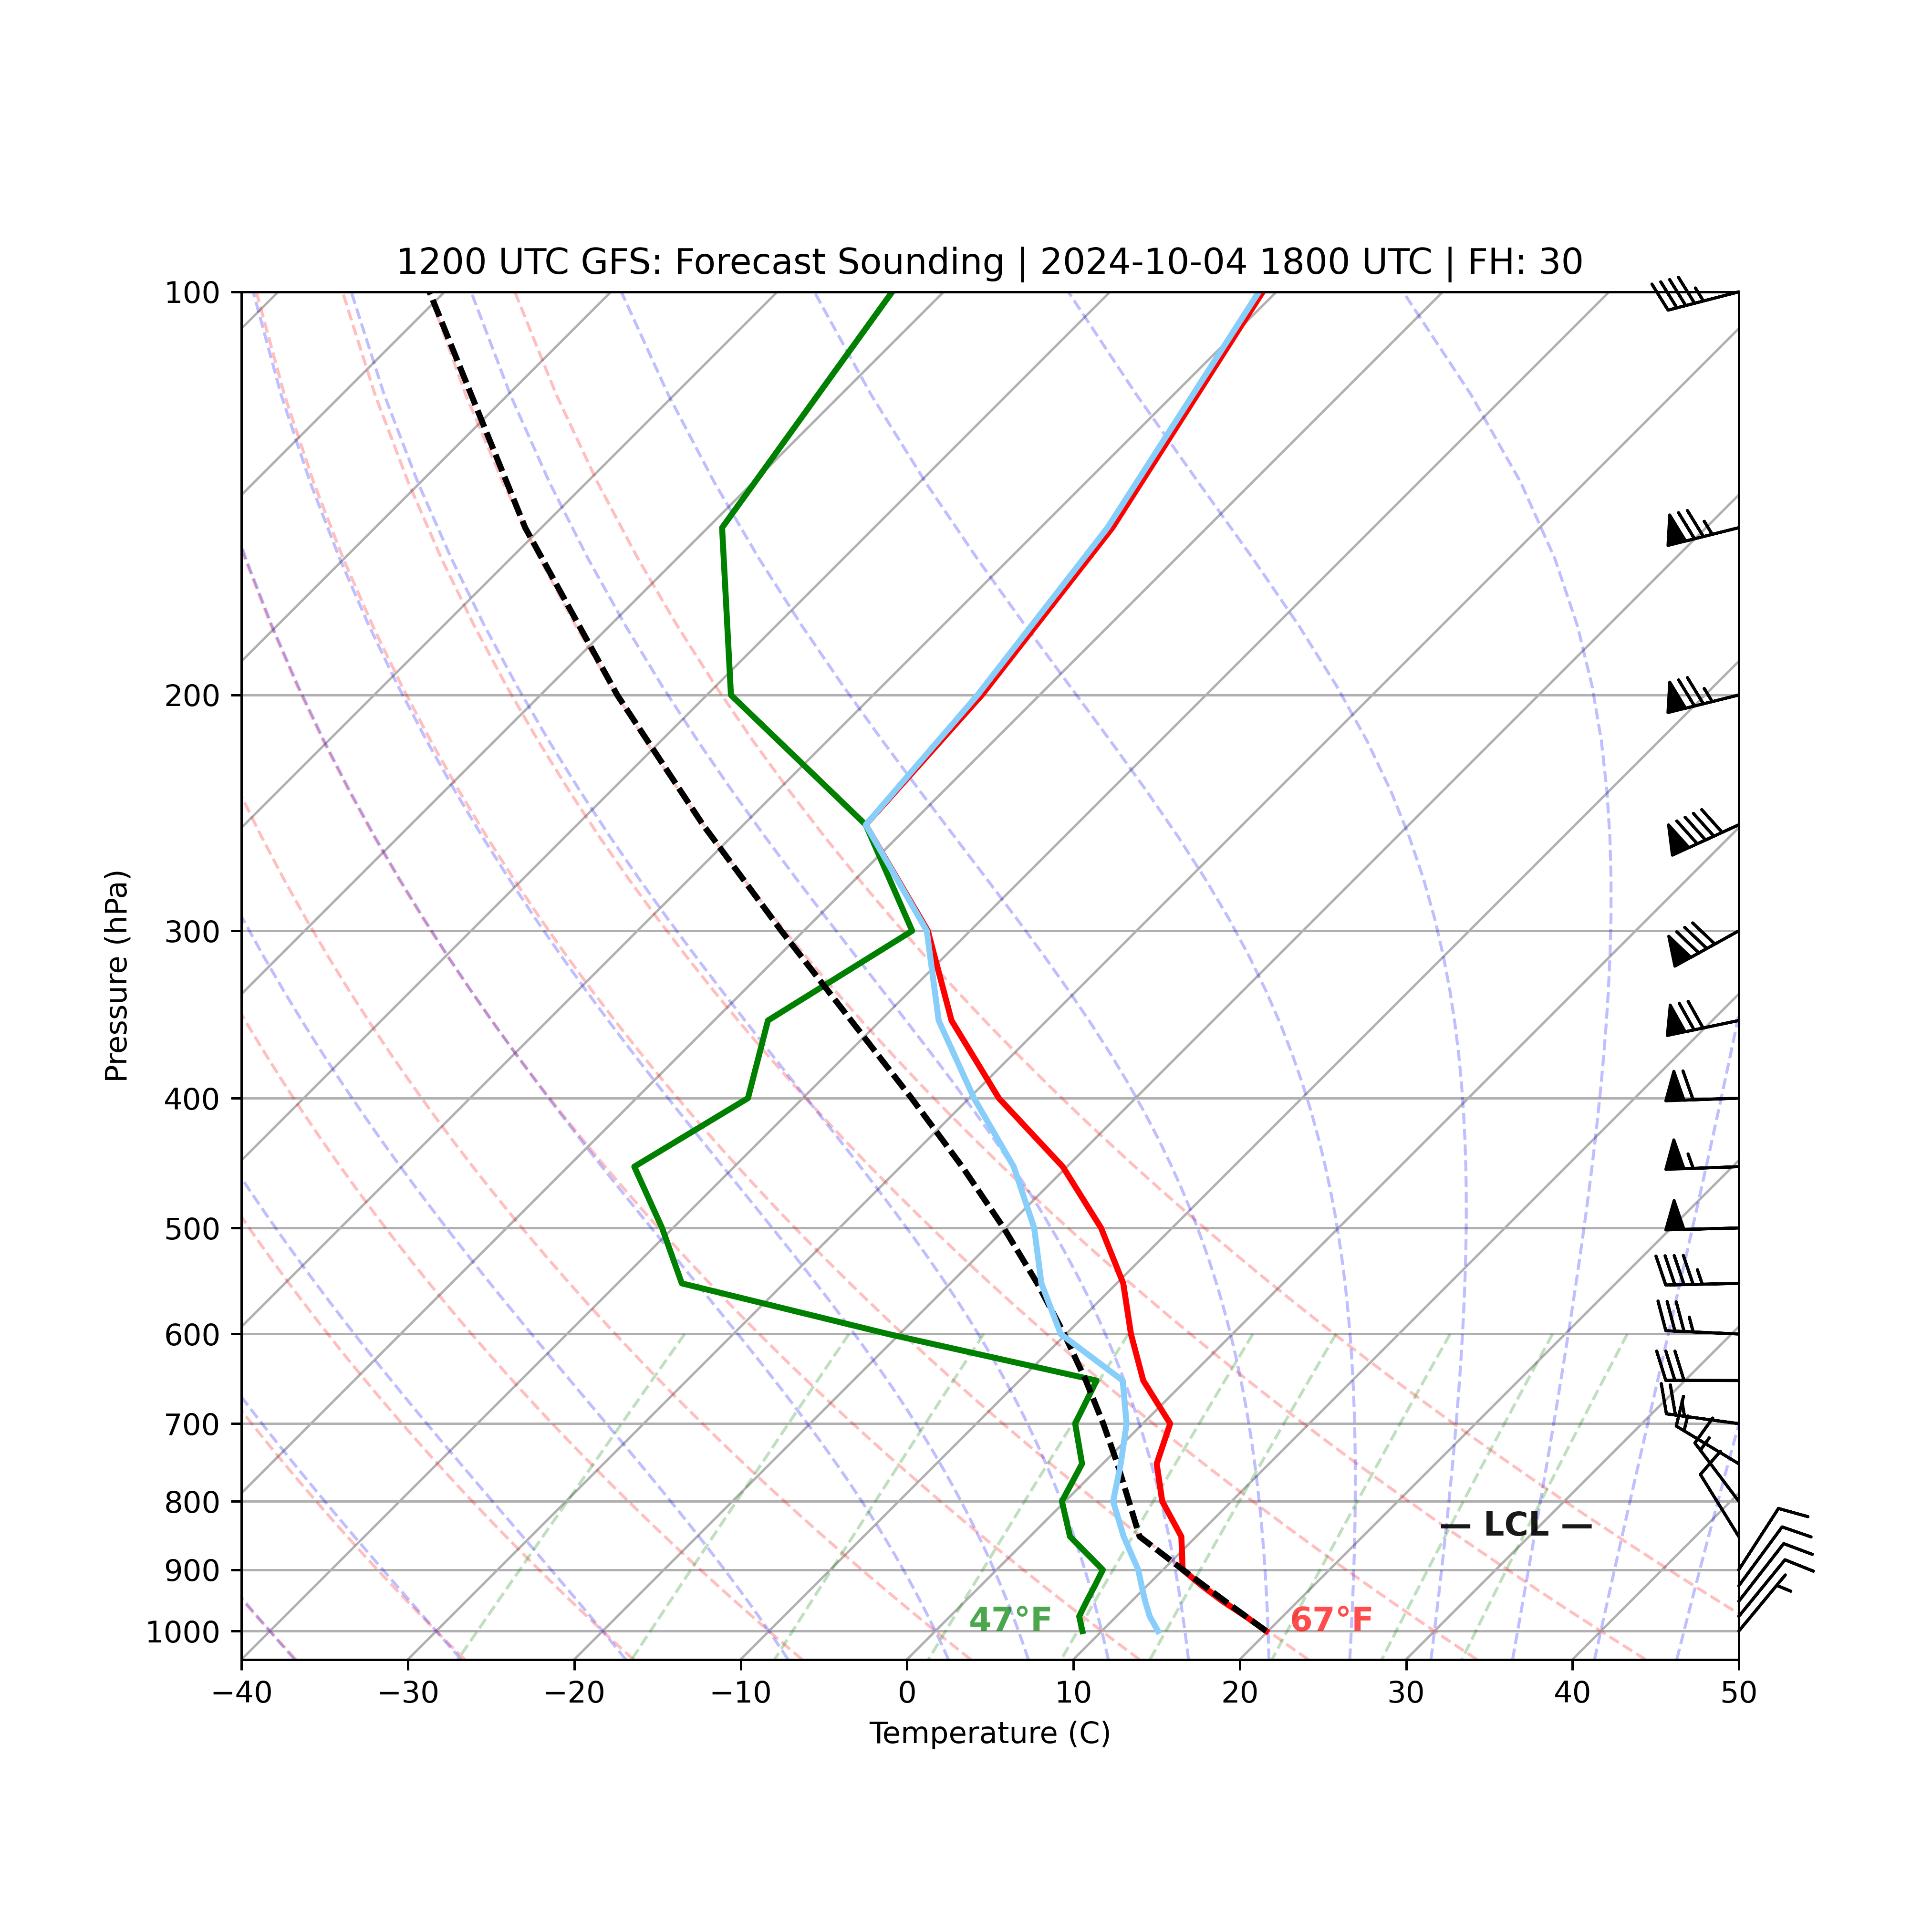 1200 UTC GFS: Forecast Sounding | 2024-10-04 1800 UTC | FH: 30
100
200
300
400
500
600
700
800
900
1000
Pressure (hPa)
— LCL —
47°F
67°F
−40 −30 −20 −10 0 10 20 30 40 50
Temperature (C)